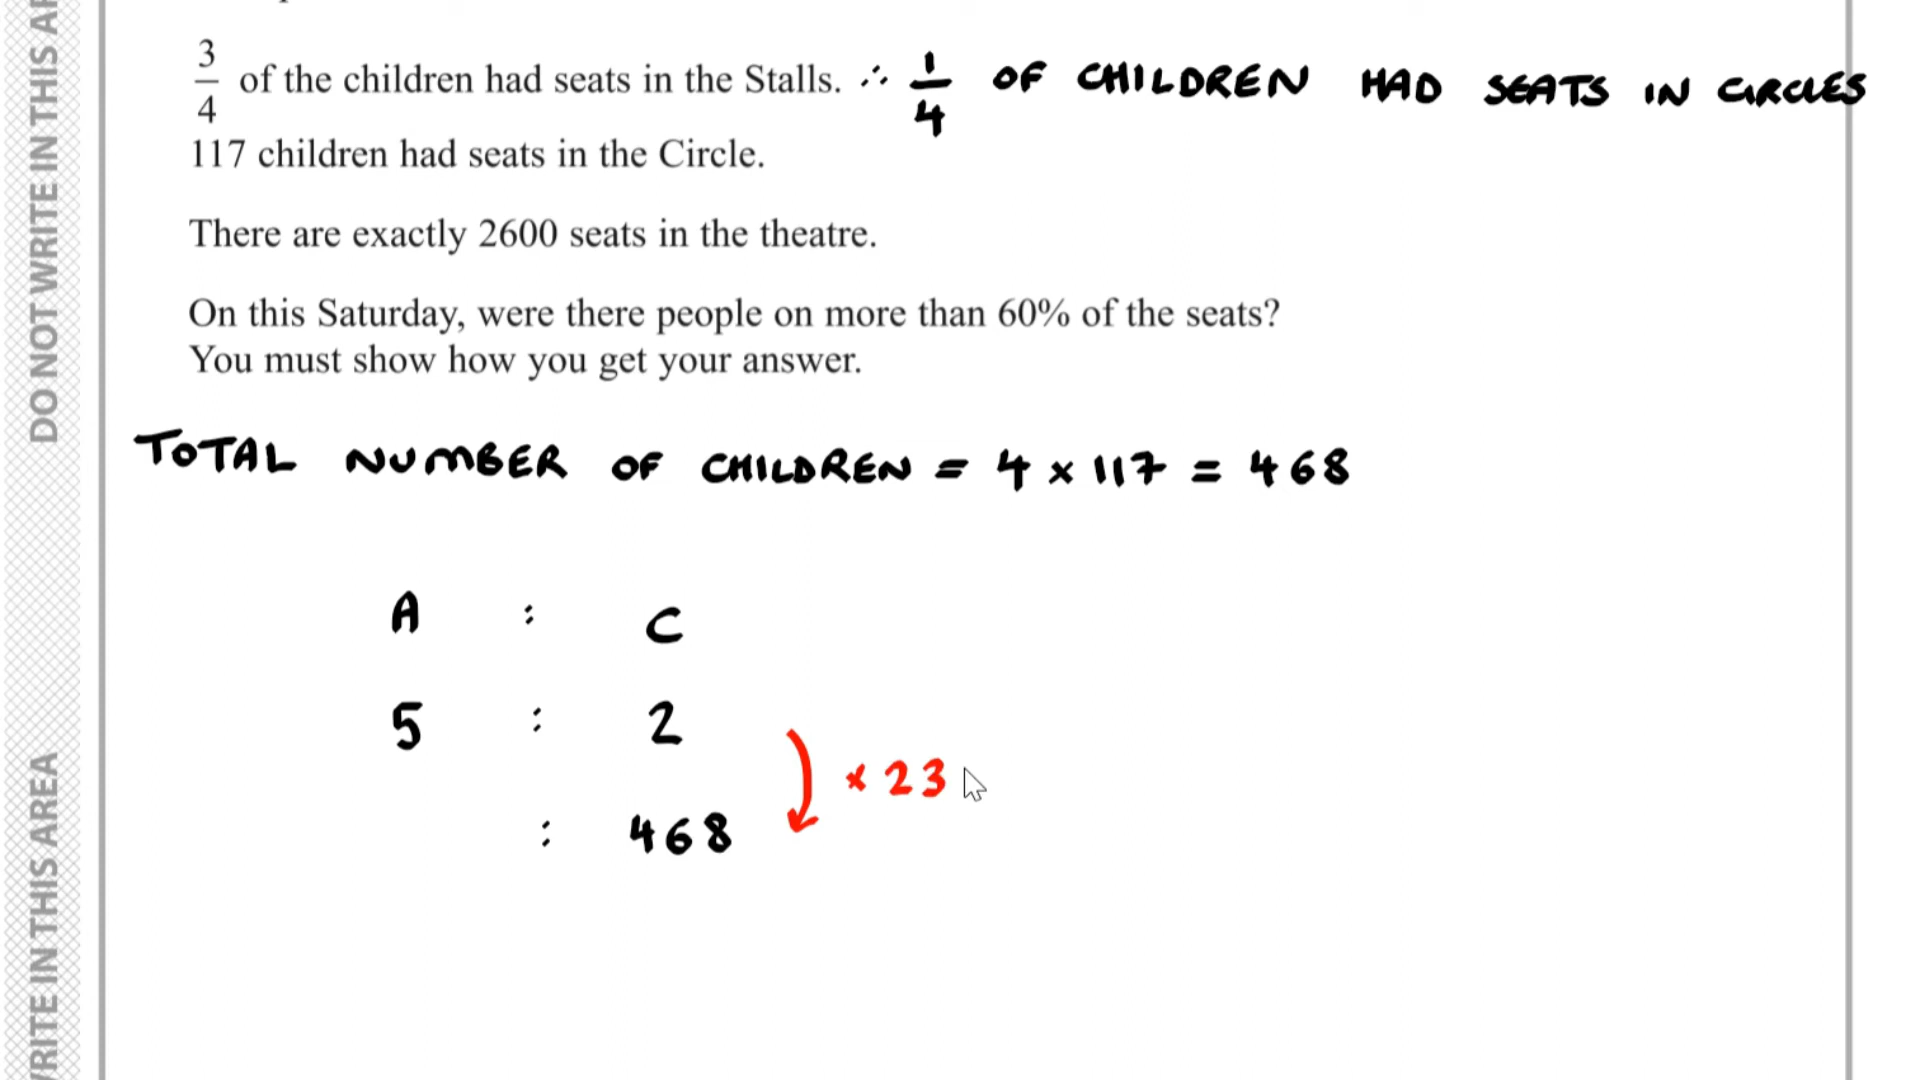 3/4 of the children had seats in the Stalls. ∴ 1/4 OF CHILDREN HAD SEATS IN CIRCLES
117 children had seats in the Circle.
There are exactly 2600 seats in the theatre.
On this Saturday, were there people on more than 60% of the seats?
You must show how you get your answer.
TOTAL NUMBER OF CHILDREN = 4 × 117 = 468
A : C
5 : 2
× 23
: 468
DO NOT WRITE IN THIS AR
WRITE IN THIS AREA